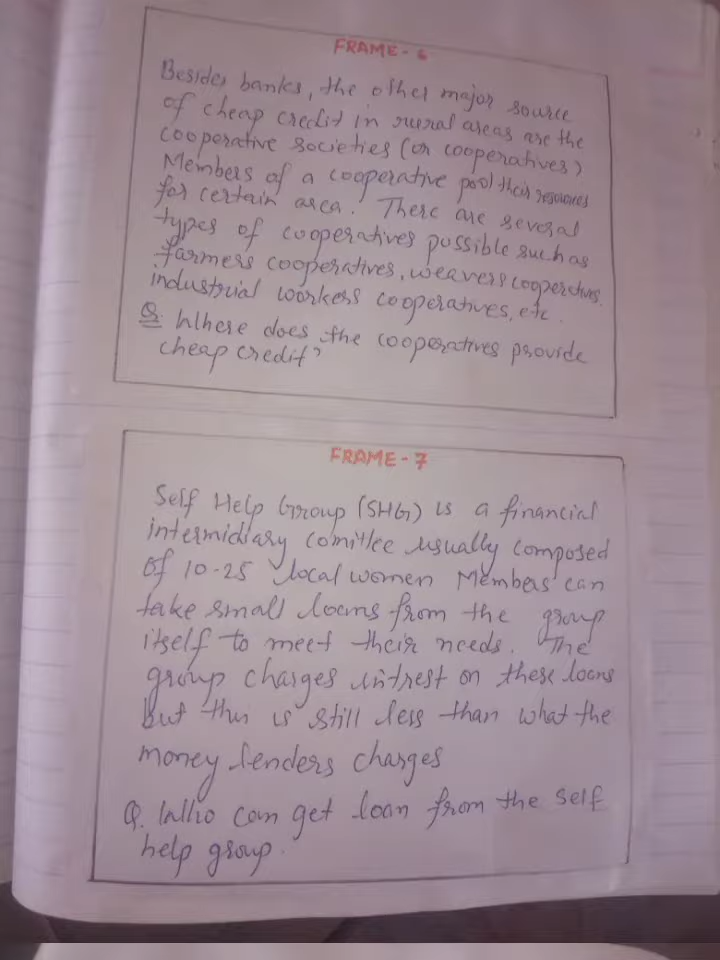 FRAME - 6
Besides banks, the other major source
of cheap credit in rural areas are the
cooperative societies (or cooperatives)
Members of a cooperative pool their resources
for certain area. There are several
types of cooperatives possible such as
farmers cooperatives, weavers cooperatives,
industrial workers cooperatives, etc.
Q. Where does the cooperatives provide
cheap credit?
FRAME - 7
Self Help Group (SHG) is a financial
intermidiary comittee usually composed
of 10-25 local women Members can
take small loans from the group
itself to meet their needs. The
group charges intrest on these loans
But this is still less than what the
money lenders charges
Q. Who can get loan from the self
help group.